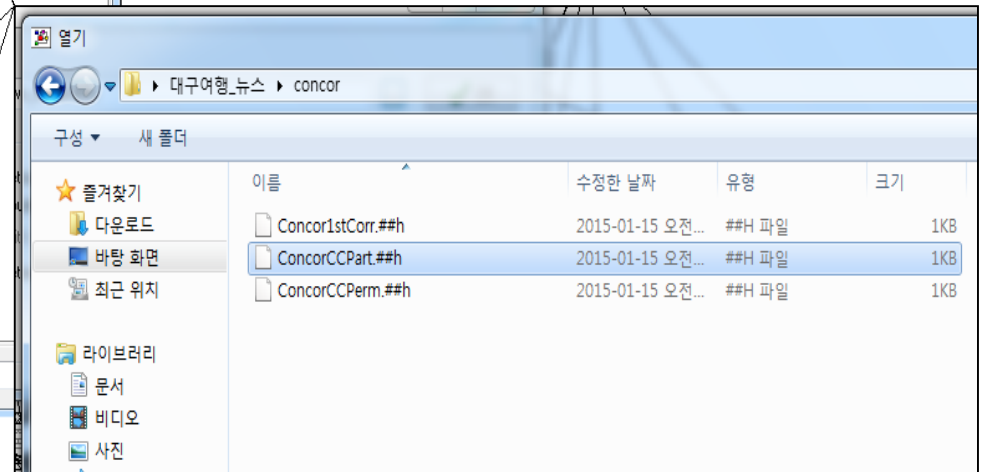 열기
대구여행_뉴스 concor
구성 새 폴더
이름 수정한 날짜 유형 크기
즐겨찾기
다운로드
바탕 화면
최근 위치
라이브러리
문서
비디오
사진
Concor1stCorr.##h 2015-01-15 오전... ##H 파일 1KB
ConcorCCPart.##h 2015-01-15 오전... ##H 파일 1KB
ConcorCCPerm.##h 2015-01-15 오전... ##H 파일 1KB